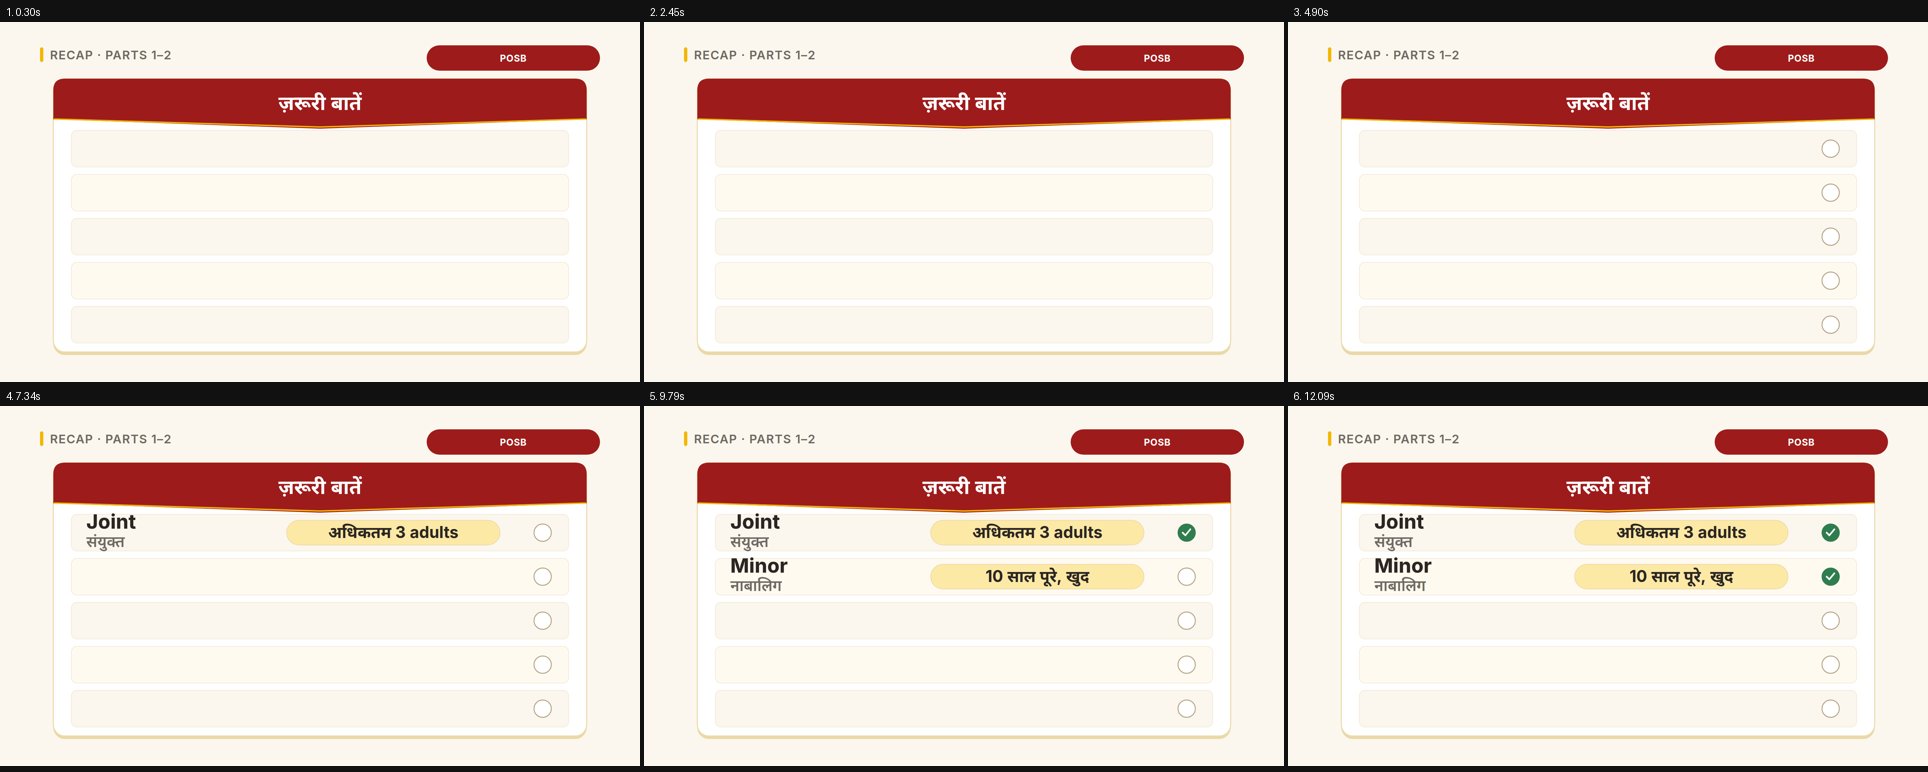 1. 0.30s
RECAP · PARTS 1–2
POSB
ज़रूरी बातें
2. 2.45s
RECAP · PARTS 1–2
POSB
ज़रूरी बातें
3. 4.90s
RECAP · PARTS 1–2
POSB
ज़रूरी बातें
4. 7.34s
RECAP · PARTS 1–2
POSB
ज़रूरी बातें
Joint
संयुक्त
अधिकतम 3 adults
5. 9.79s
RECAP · PARTS 1–2
POSB
ज़रूरी बातें
Joint
संयुक्त
अधिकतम 3 adults
Minor
नाबालिग
10 साल पूरे, खुद
6. 12.09s
RECAP · PARTS 1–2
POSB
ज़रूरी बातें
Joint
संयुक्त
अधिकतम 3 adults
Minor
नाबालिग
10 साल पूरे, खुद